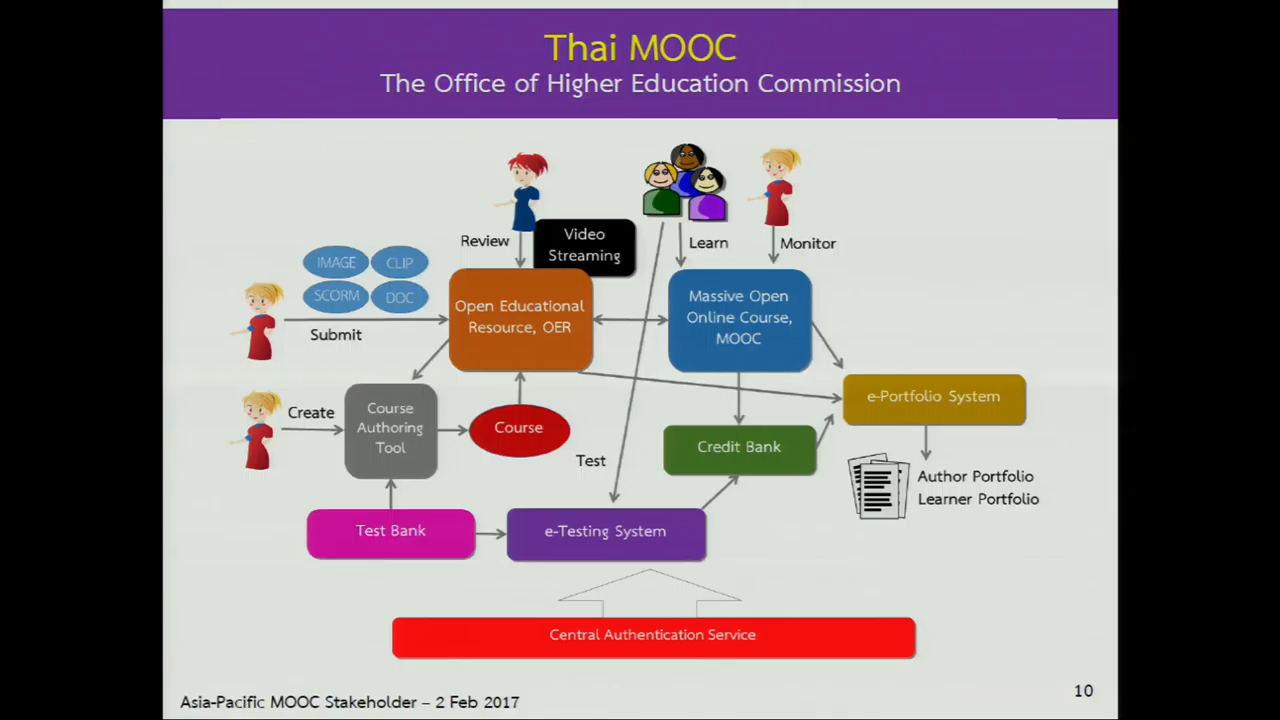 Thai MOOC
The Office of Higher Education Commission
Review
Video
Streaming
Learn
Monitor
IMAGE
CLIP
SCORM
DOC
Submit
Open Educational
Resource, OER
Massive Open
Online Course,
MOOC
Create
Course
Authoring
Tool
Course
Test
Credit Bank
e-Portfolio System
Author Portfolio
Learner Portfolio
Test Bank
e-Testing System
Central Authentication Service
Asia-Pacific MOOC Stakeholder – 2 Feb 2017
10